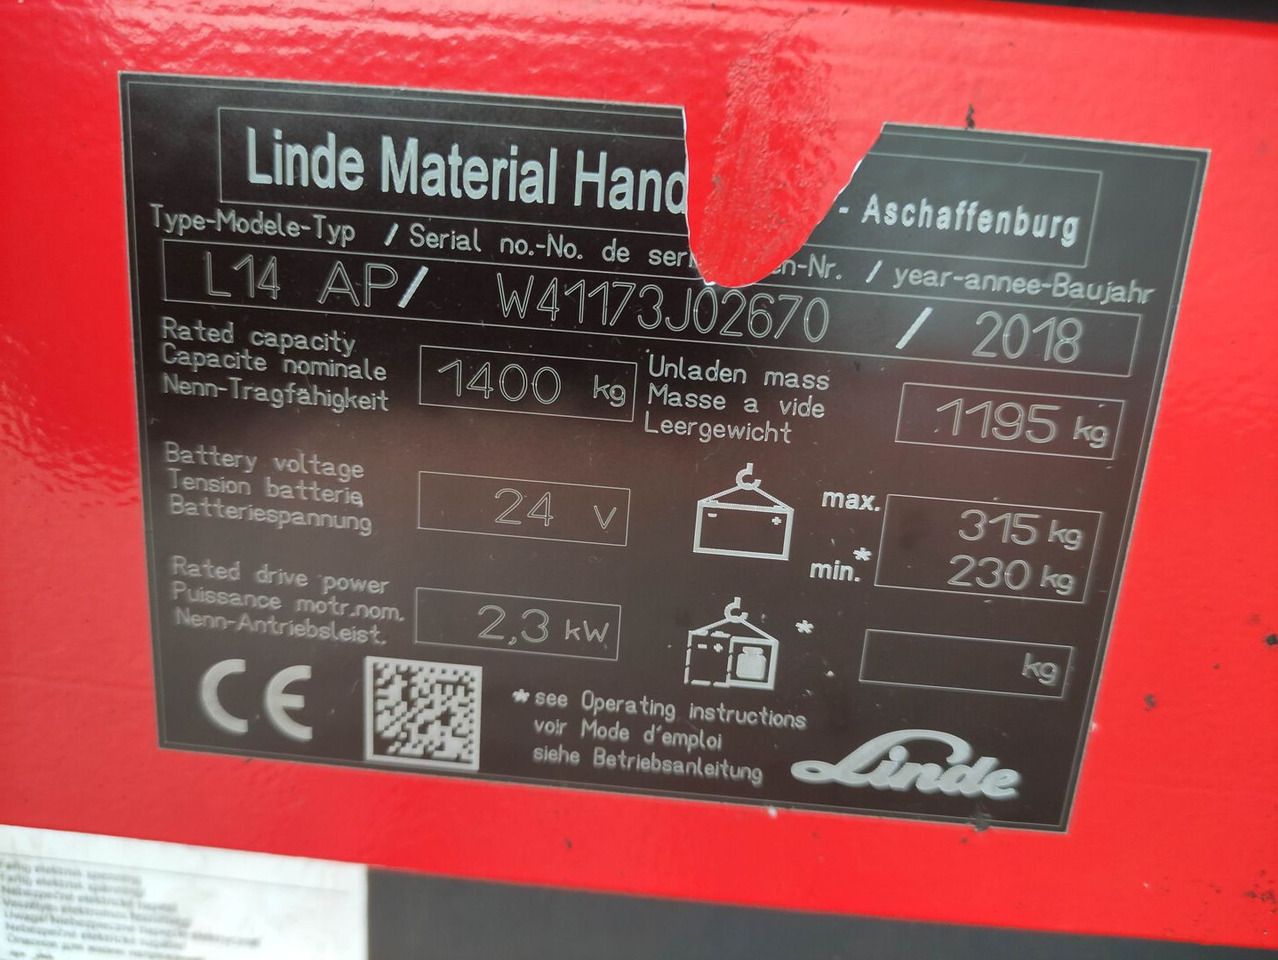 Linde Material Hand - Aschaffenburg
Type-Modele-Typ / Serial no.-No. de seri en-Nr. / year-annee-Baujahr
L14 AP/ W41173J02670 / 2018
Rated capacity
Capacite nominale
Nenn-Tragfähigkeit
1400 kg
Unladen mass
Masse a vide
Leergewicht
1195 kg
Battery voltage
Tension batterie
Batteriespannung
24 V
max. 315 kg
min.* 230 kg
Rated drive power
Puissance motr.nom.
Nenn-Antriebsleist.
2,3 kW
* kg
CE
*see Operating instructions
voir Mode d'emploi
siehe Betriebsanleitung
Linde